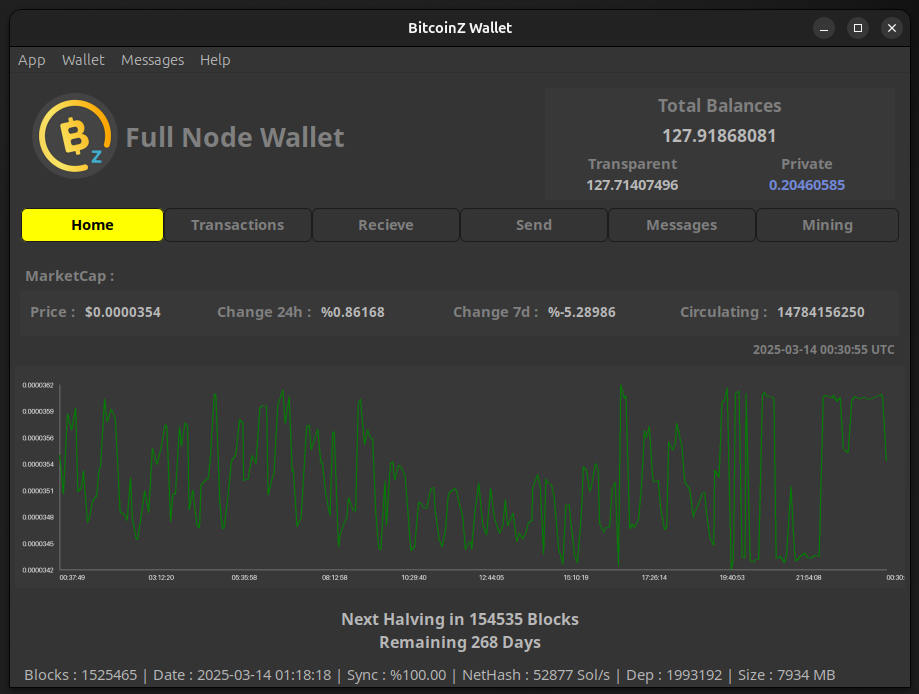 BitcoinZ Wallet
App Wallet Messages Help
Full Node Wallet
Total Balances
127.91868081
Transparent Private
127.71407496 0.20460585
Home Transactions Recieve Send Messages Mining
MarketCap :
Price : $0.0000354 Change 24h : %0.86168 Change 7d : %-5.28986 Circulating : 14784156250
2025-03-14 00:30:55 UTC
0.0000362
0.0000359
0.0000356
0.0000354
0.0000351
0.0000348
0.0000345
0.0000342
00:37:49 03:12:20 05:35:58 08:12:58 10:29:40 12:44:05 15:10:19 17:26:14 19:40:53 21:54:08 00:30:
Next Halving in 154535 Blocks
Remaining 268 Days
Blocks : 1525465 | Date : 2025-03-14 01:18:18 | Sync : %100.00 | NetHash : 52877 Sol/s | Dep : 1993192 | Size : 7934 MB